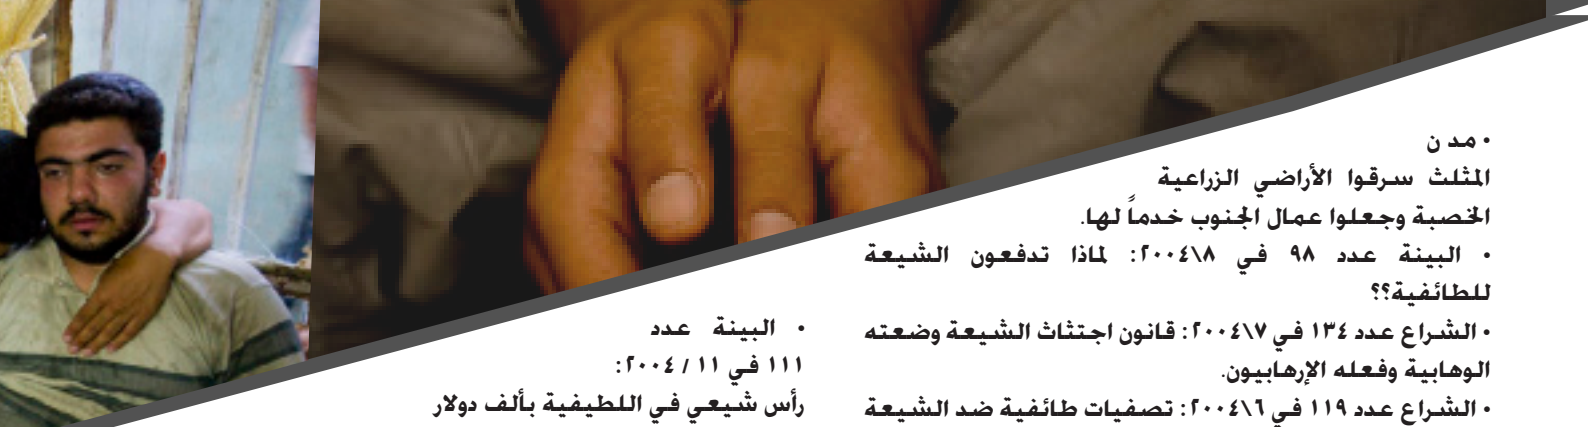 • مد ن
المثلث سرقوا الأراضي الزراعية
الخصبة وجعلوا عمال الجنوب خدماً لها.
• البينة عدد ٩٨ في ٨\٢٠٠٤: لماذا تدفعون الشيعة
للطائفية؟؟
• الشراع عدد ١٣٤ في ٧\٢٠٠٤: قانون اجتثاث الشيعة وضعته
الوهابية وفعله الإرهابيون.
• الشراع عدد ١١٩ في ٦\٢٠٠٤: تصفيات طائفية ضد الشيعة
• البينة عدد
١١١ في ١١ / ٢٠٠٤:
رأس شيعي في اللطيفية بألف دولار